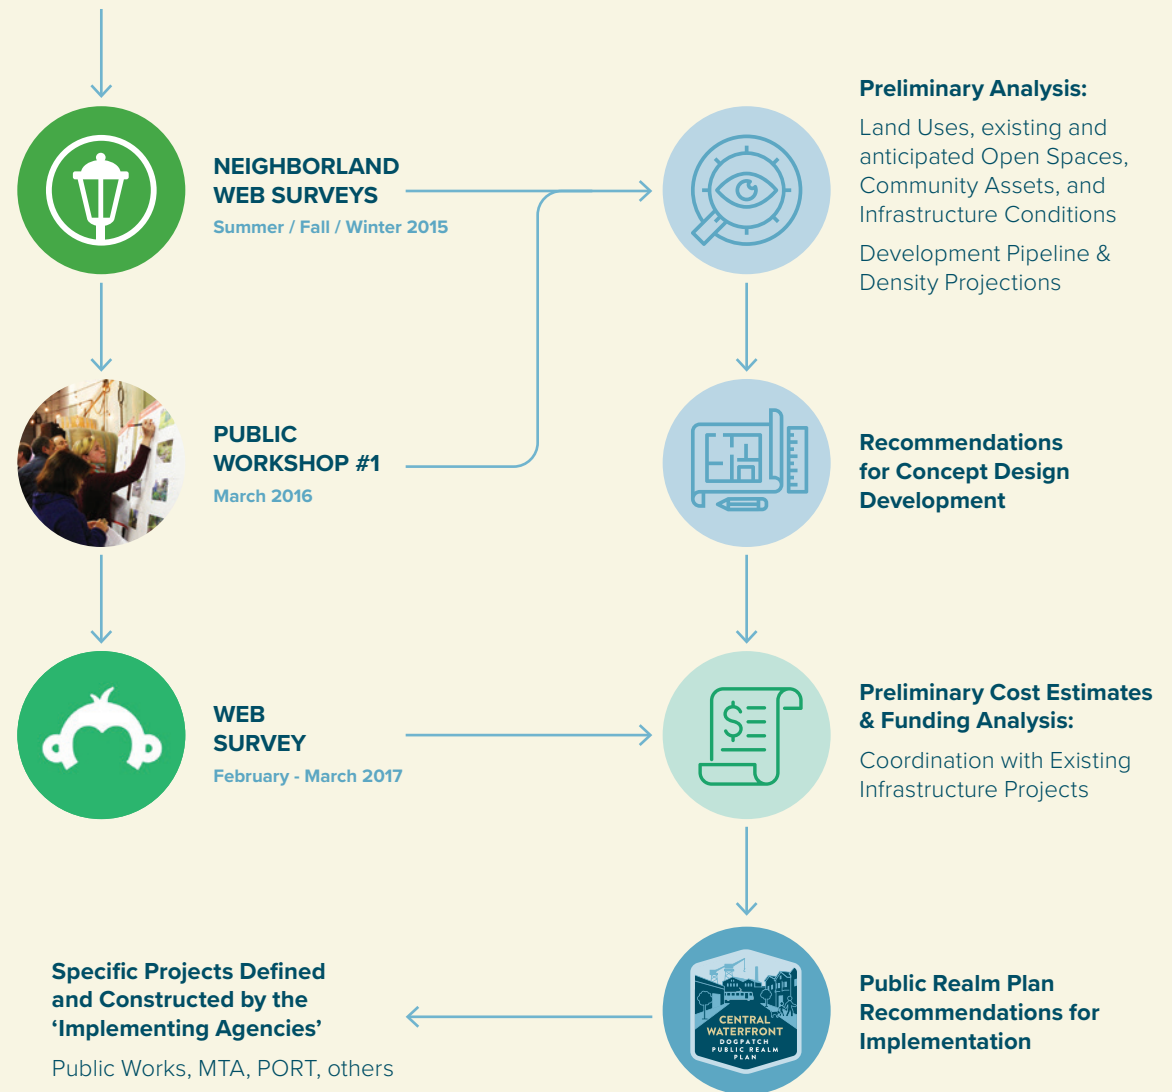 NEIGHBORLAND
WEB SURVEYS
Summer / Fall / Winter 2015
Preliminary Analysis:
Land Uses, existing and
anticipated Open Spaces,
Community Assets, and
Infrastructure Conditions
Development Pipeline &
Density Projections
PUBLIC
WORKSHOP #1
March 2016
Recommendations
for Concept Design
Development
WEB
SURVEY
February - March 2017
$
Preliminary Cost Estimates
& Funding Analysis:
Coordination with Existing
Infrastructure Projects
Specific Projects Defined
and Constructed by the
‘Implementing Agencies’
Public Works, MTA, PORT, others
CENTRAL
WATERFRONT
DOGPATCH
PUBLIC REALM
PLAN
Public Realm Plan
Recommendations for
Implementation